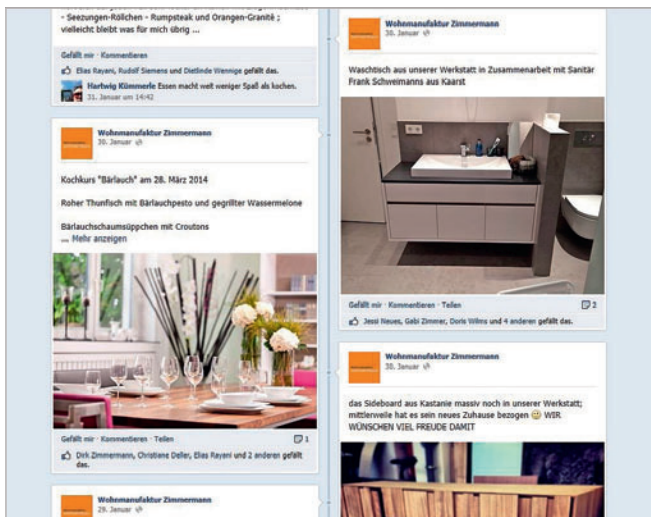 - Seezungen-Röllchen - Rumpsteak und Orangen-Granitè ;
vielleicht bleibt was für mich übrig ...
Gefällt mir · Kommentieren
Elias Rayani, Rudolf Siemens und Dietlinde Wennige gefällt das.
Hartwig Kümmerle Essen macht weit weniger Spaß als kochen.
31. Januar um 14:42
Wohnmanufaktur Zimmermann
30. Januar
Kochkurs "Bärlauch" am 28. März 2014
Roher Thunfisch mit Bärlauchpesto und gegrillter Wassermelone
Bärlauchschaumsüppchen mit Croutons
... Mehr anzeigen
Gefällt mir · Kommentieren · Teilen
1
Dirk Zimmermann, Christiane Deller, Elias Rayani und 2 anderen gefällt
das.
Wohnmanufaktur Zimmermann
29. Januar
Wohnmanufaktur Zimmermann
30. Januar
Waschtisch aus unserer Werkstatt in Zusammenarbeit mit Sanitär
Frank Schweimanns aus Kaarst
Gefällt mir · Kommentieren · Teilen
2
Jessi Neues, Gabi Zimmer, Doris Wilms und 4 anderen gefällt das.
Wohnmanufaktur Zimmermann
30. Januar
das Sideboard aus Kastanie massiv noch in unserer Werkstatt;
mittlerweile hat es sein neues Zuhause bezogen 🙂 WIR
WÜNSCHEN VIEL FREUDE DAMIT